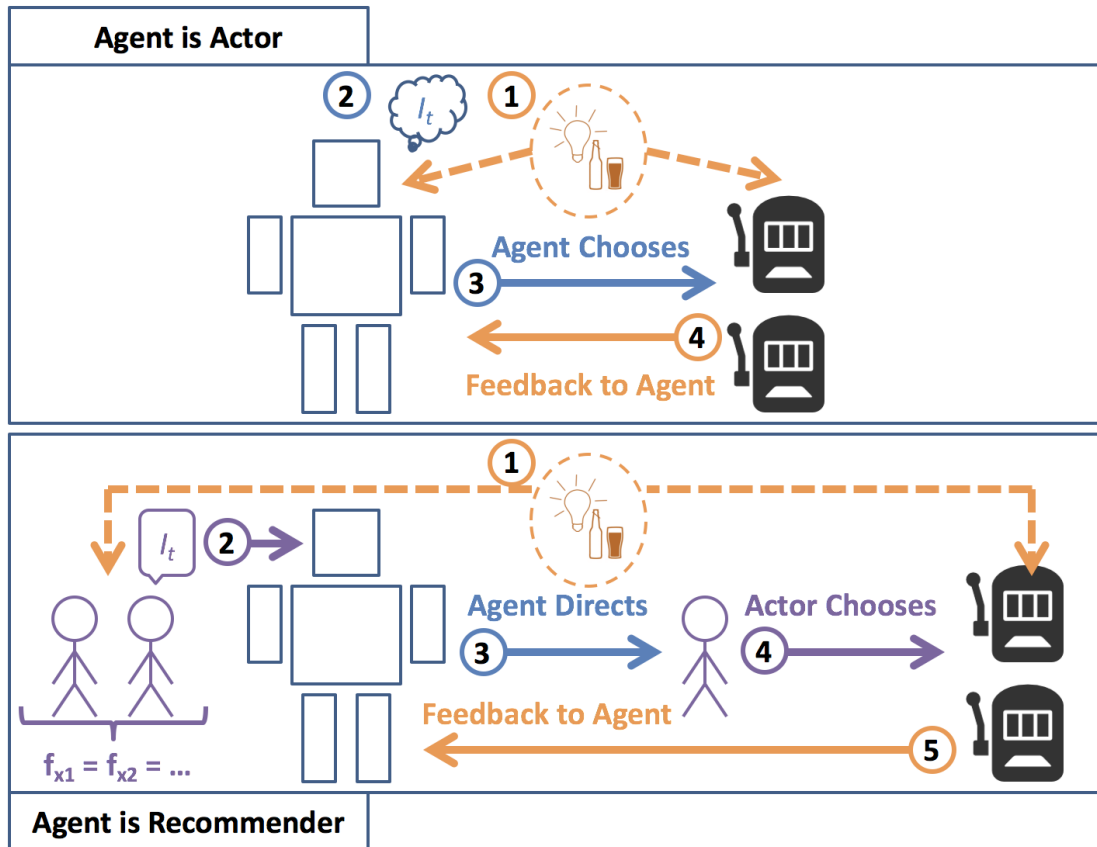 Agent is Actor
2
I_t
1
Agent Chooses
3
4
Feedback to Agent
1
I_t
2
Agent Directs
Actor Chooses
3
4
Feedback to Agent
5
f_x1 = f_x2 = ...
Agent is Recommender